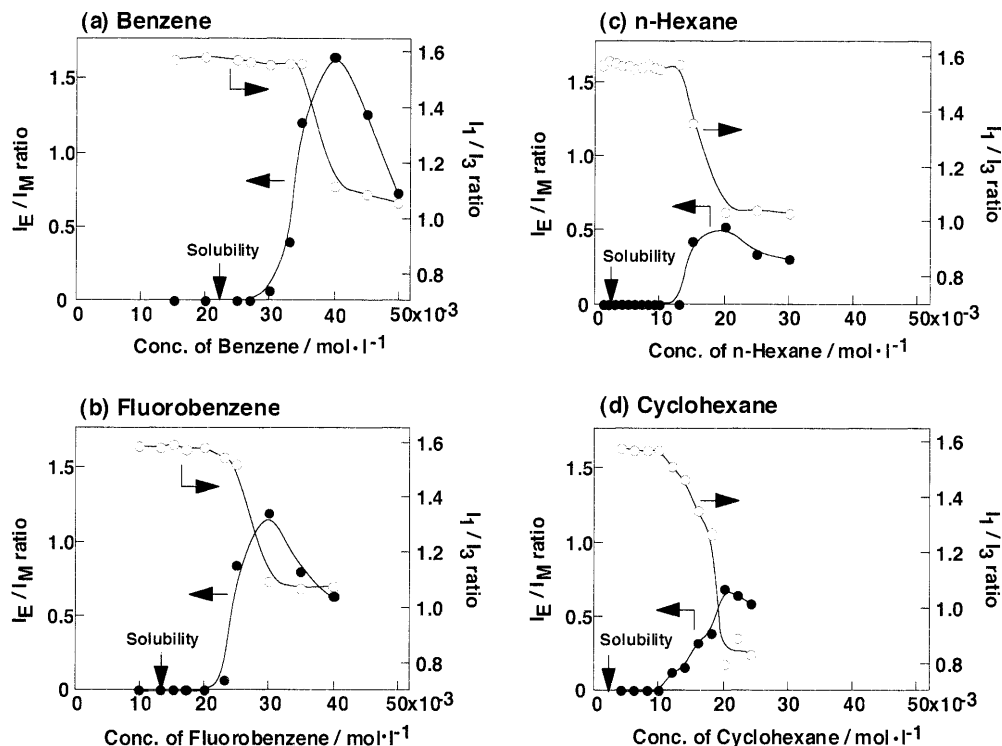 (a) Benzene
I_E / I_M ratio
1.5
1.0
0.5
0
I_1 / I_3 ratio
1.6
1.4
1.2
1.0
0.8
Solubility
0 10 20 30 40 50x10^-3
Conc. of Benzene / mol·l^-1
(c) n-Hexane
I_E / I_M ratio
1.5
1.0
0.5
0
I_1 / I_3 ratio
1.6
1.4
1.2
1.0
0.8
Solubility
0 10 20 30 40 50x10^-3
Conc. of n-Hexane / mol·l^-1
(b) Fluorobenzene
I_E / I_M ratio
1.5
1.0
0.5
0
I_1 / I_3 ratio
1.6
1.4
1.2
1.0
0.8
Solubility
0 10 20 30 40 50x10^-3
Conc. of Fluorobenzene / mol·l^-1
(d) Cyclohexane
I_E / I_M ratio
1.5
1.0
0.5
0
I_1 / I_3 ratio
1.6
1.4
1.2
1.0
0.8
Solubility
0 10 20 30 40 50x10^-3
Conc. of Cyclohexane / mol·l^-1